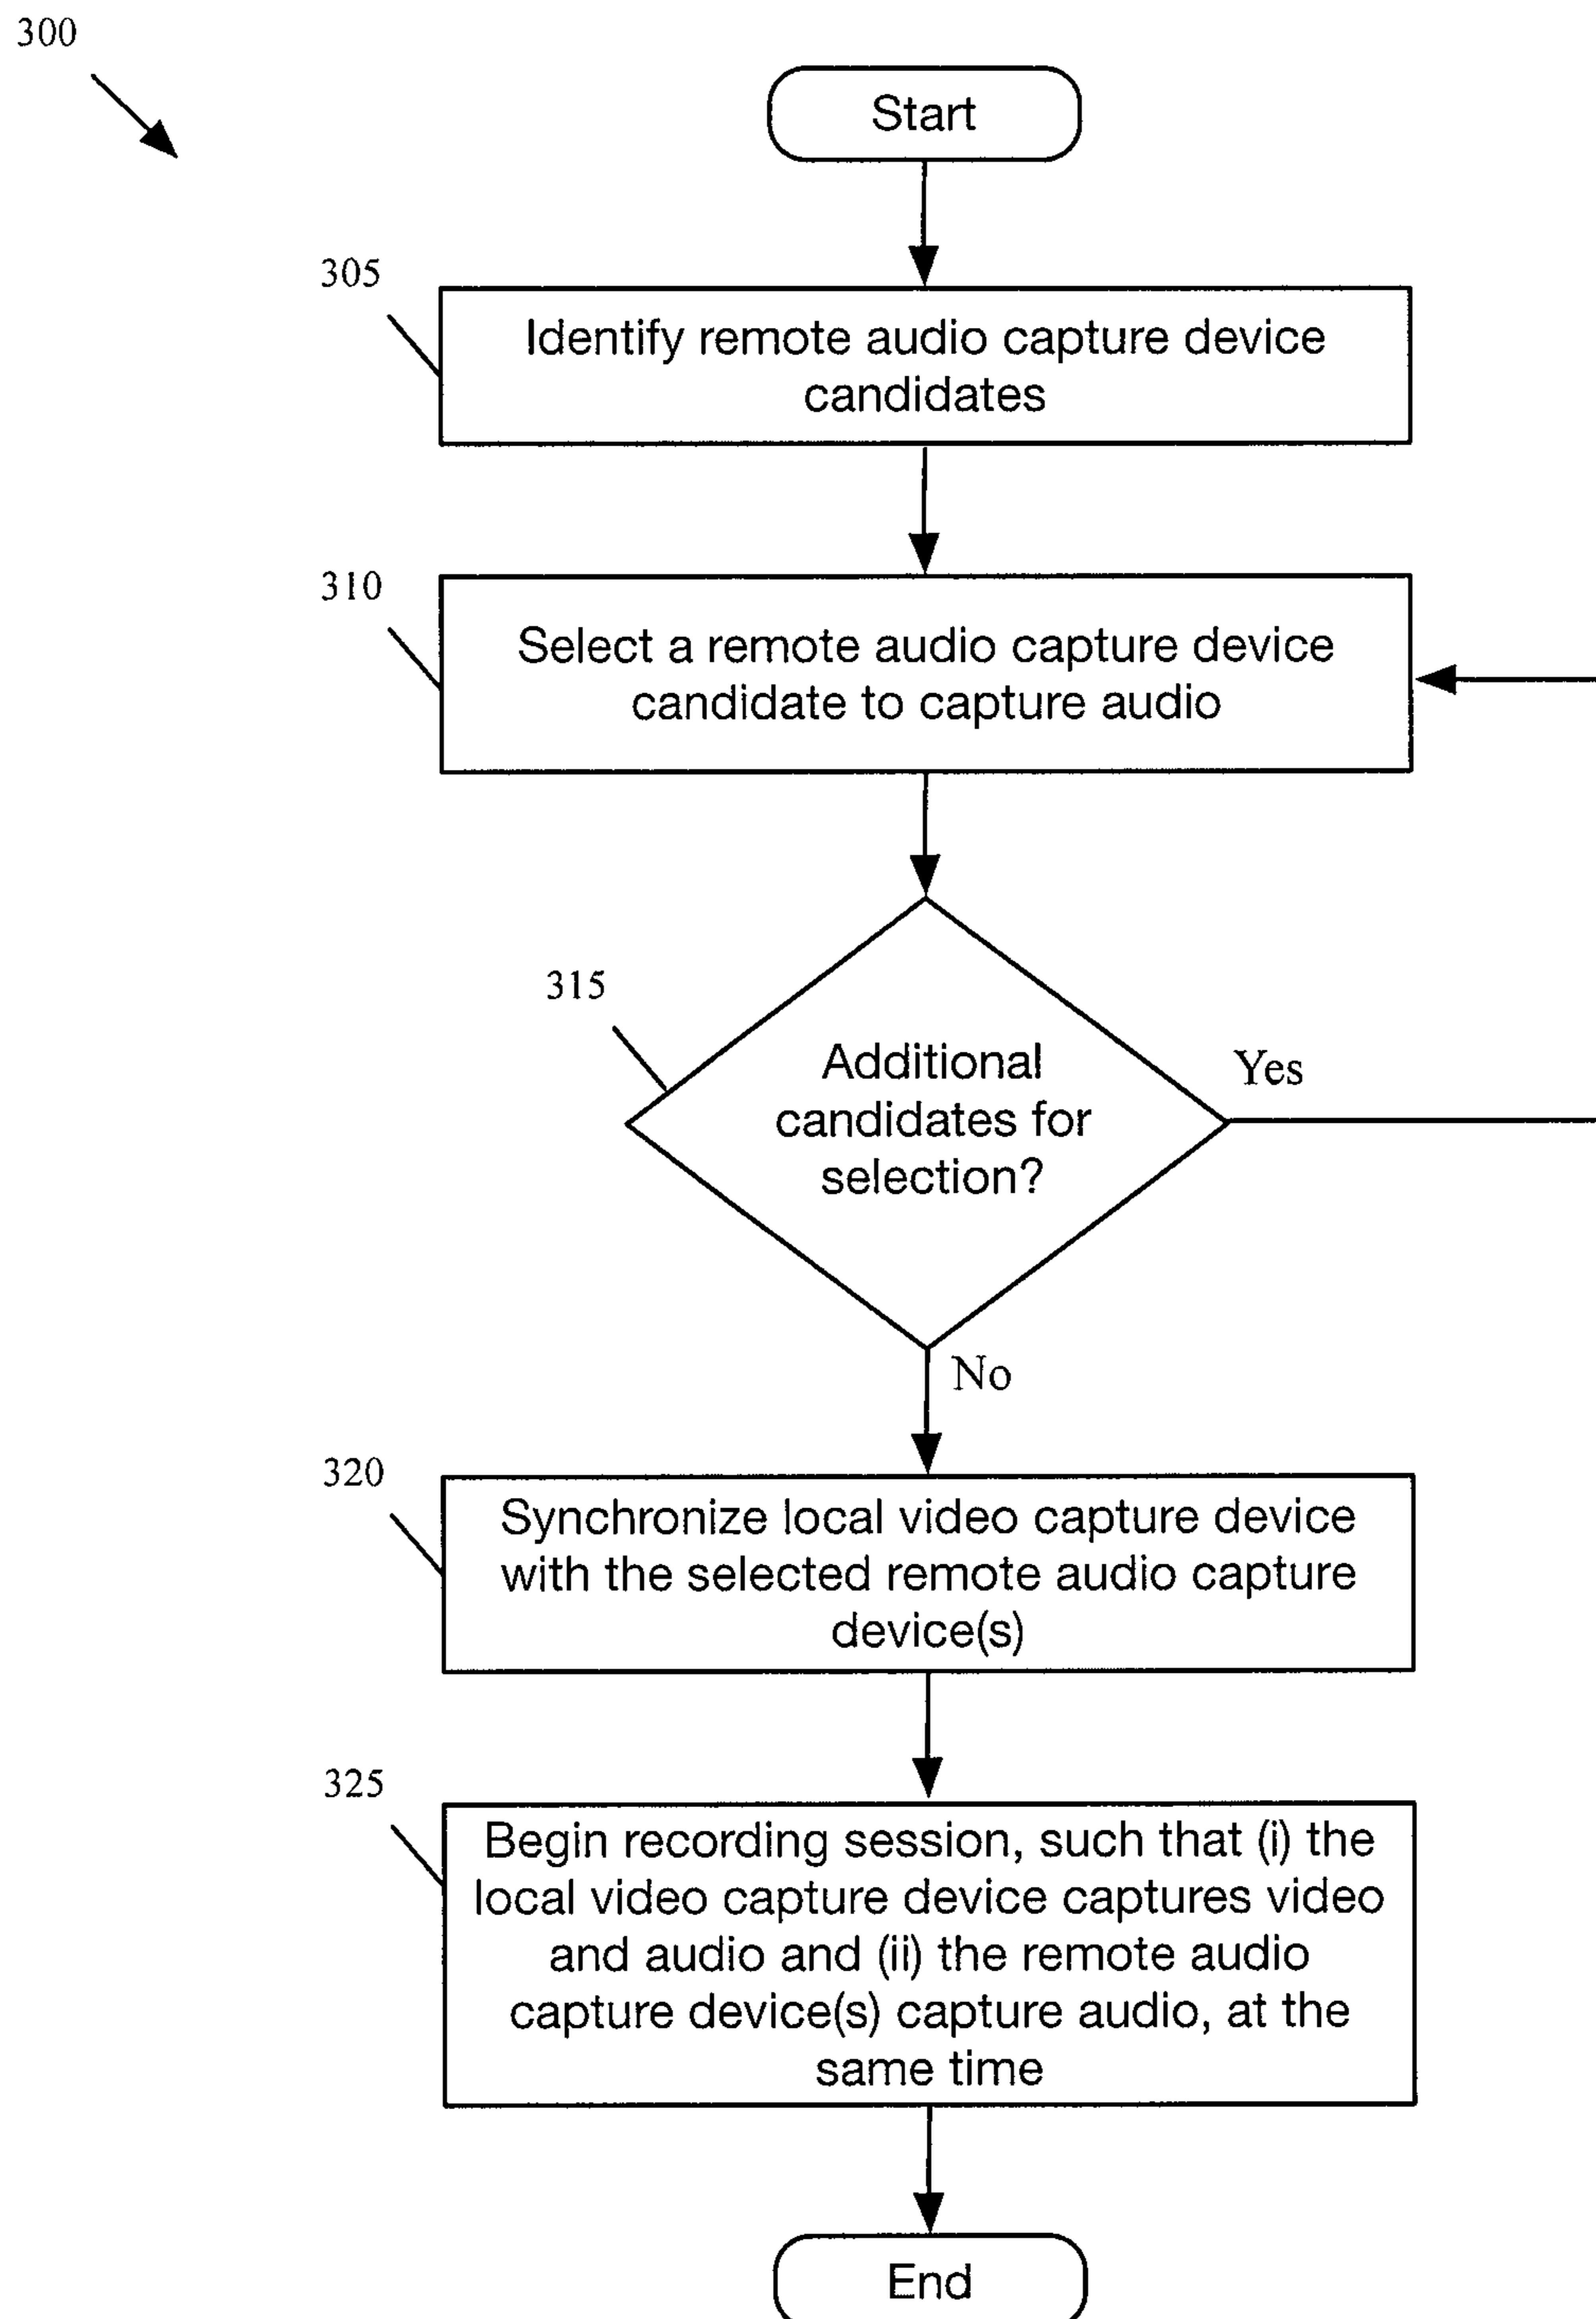 300
Start
305
Identify remote audio capture device
candidates
310
Select a remote audio capture device
candidate to capture audio
315
Additional
candidates for
selection?
Yes
No
320
Synchronize local video capture device
with the selected remote audio capture
device(s)
325
Begin recording session, such that (i) the
local video capture device captures video
and audio and (ii) the remote audio
capture device(s) capture audio, at the
same time
End